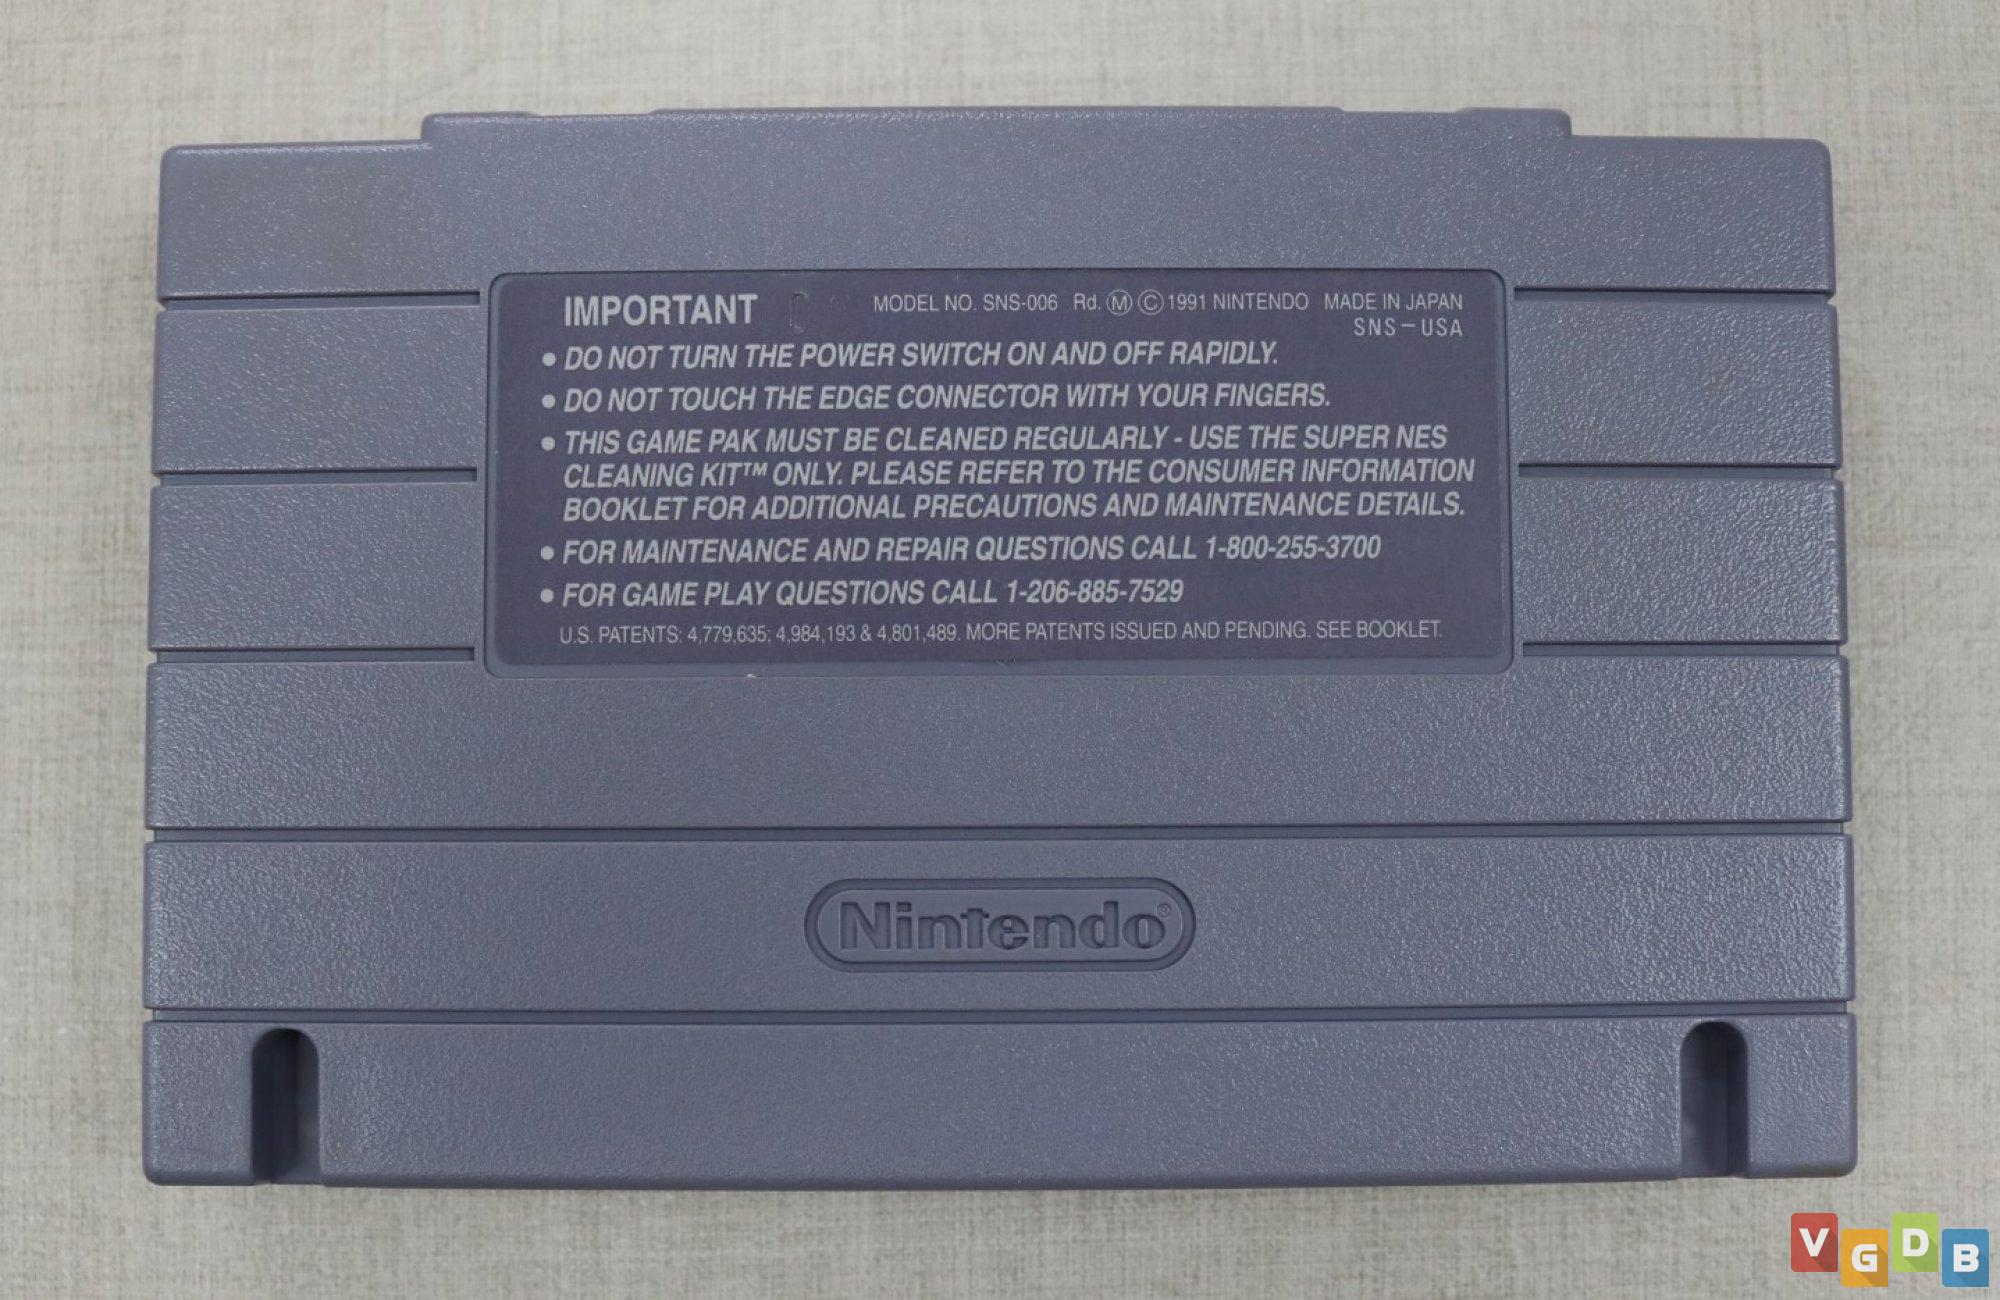 IMPORTANT MODEL NO. SNS-006 Rd. Ⓜ Ⓒ 1991 NINTENDO MADE IN JAPAN
SNS-USA
● DO NOT TURN THE POWER SWITCH ON AND OFF RAPIDLY.
● DO NOT TOUCH THE EDGE CONNECTOR WITH YOUR FINGERS.
● THIS GAME PAK MUST BE CLEANED REGULARLY - USE THE SUPER NES
CLEANING KIT™ ONLY. PLEASE REFER TO THE CONSUMER INFORMATION
BOOKLET FOR ADDITIONAL PRECAUTIONS AND MAINTENANCE DETAILS.
● FOR MAINTENANCE AND REPAIR QUESTIONS CALL 1-800-255-3700
● FOR GAME PLAY QUESTIONS CALL 1-206-885-7529
U.S. PATENTS: 4,779,635; 4,984,193 & 4,801,489. MORE PATENTS ISSUED AND PENDING. SEE BOOKLET.
Nintendo®
VGDB